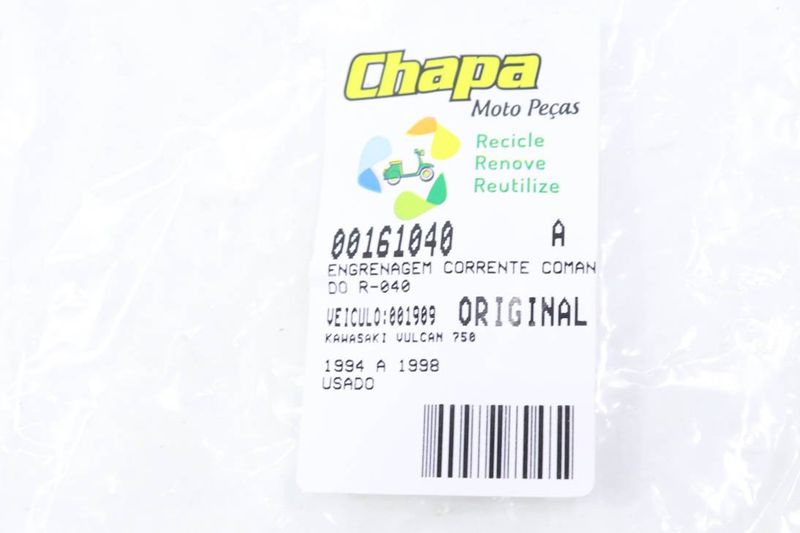 Chapa
Moto Peças
Recicle
Renove
Reutilize
00161040 A
ENGRENAGEM CORRENTE COMAN
DO R-040
VEICULO:001909 ORIGINAL
KAWASAKI VULCAN 750
1994 A 1998
USADO